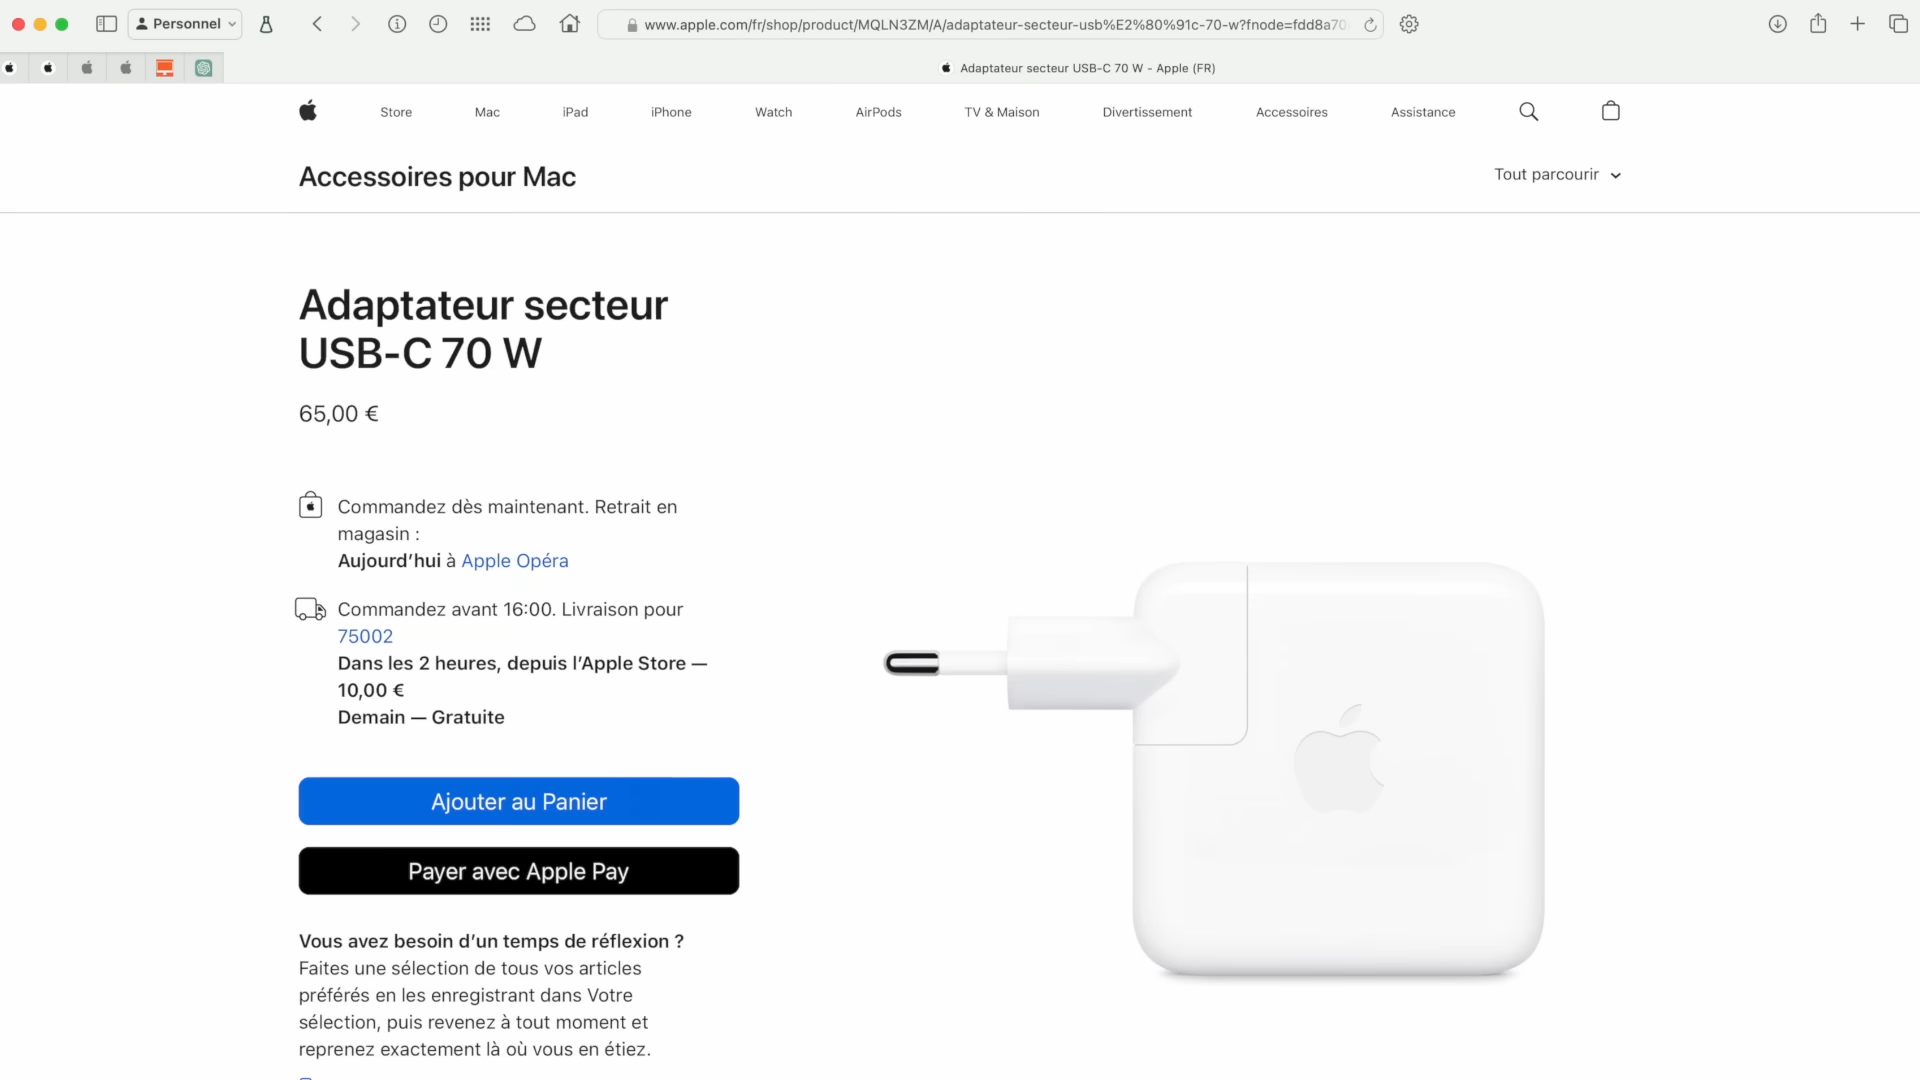 Personnel
www.apple.com/fr/shop/product/MQLN3ZM/A/adaptateur-secteur-usb%E2%80%91c-70-w?fnode=fdd8a70
Adaptateur secteur USB-C 70 W - Apple (FR)
Store Mac iPad iPhone Watch AirPods TV & Maison Divertissement Accessoires Assistance
Accessoires pour Mac
Tout parcourir
Adaptateur secteur
USB-C 70 W
65,00 €
Commandez dès maintenant. Retrait en
magasin :
Aujourd’hui à Apple Opéra
Commandez avant 16:00. Livraison pour
75002
Dans les 2 heures, depuis l’Apple Store —
10,00 €
Demain — Gratuite
Ajouter au Panier
Payer avec Apple Pay
Vous avez besoin d’un temps de réflexion ?
Faites une sélection de tous vos articles
préférés en les enregistrant dans Votre
sélection, puis revenez à tout moment et
reprenez exactement là où vous en étiez.